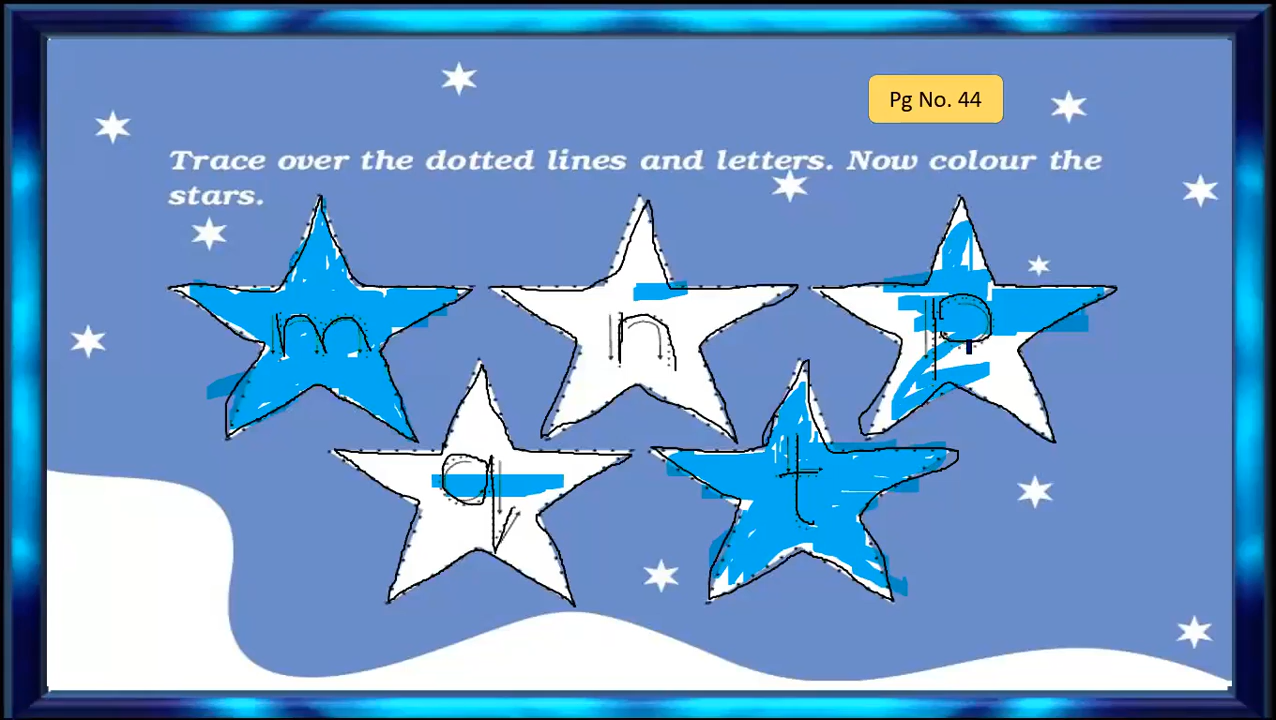 Pg No. 44
Trace over the dotted lines and letters. Now colour the
stars.
m n p
q t